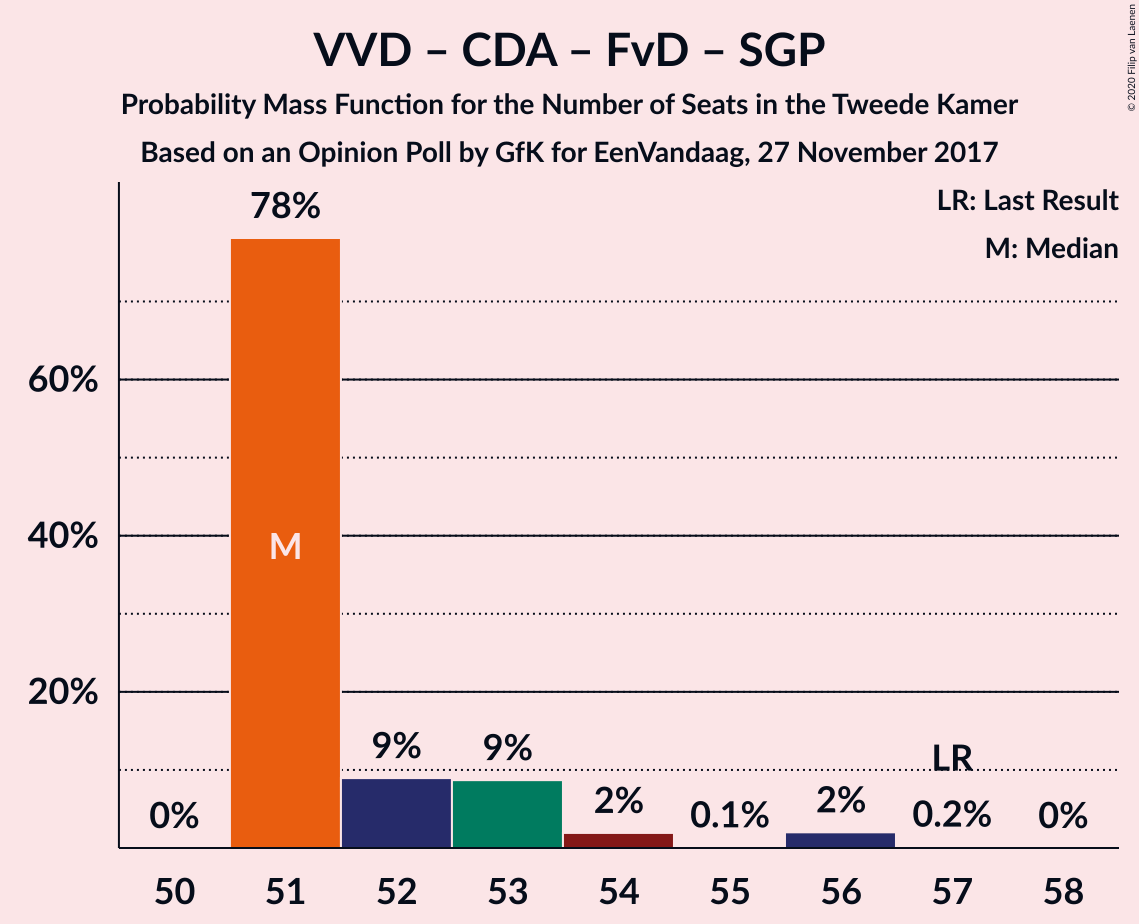 VVD – CDA – FvD – SGP
Probability Mass Function for the Number of Seats in the Tweede Kamer
Based on an Opinion Poll by GfK for EenVandaag, 27 November 2017
© 2020 Filip van Laenen
LR: Last Result
M: Median
78%
60%
40%
M
20%
9%
9%
LR
0%
2%
0.1%
2%
0.2%
0%
50 51 52 53 54 55 56 57 58